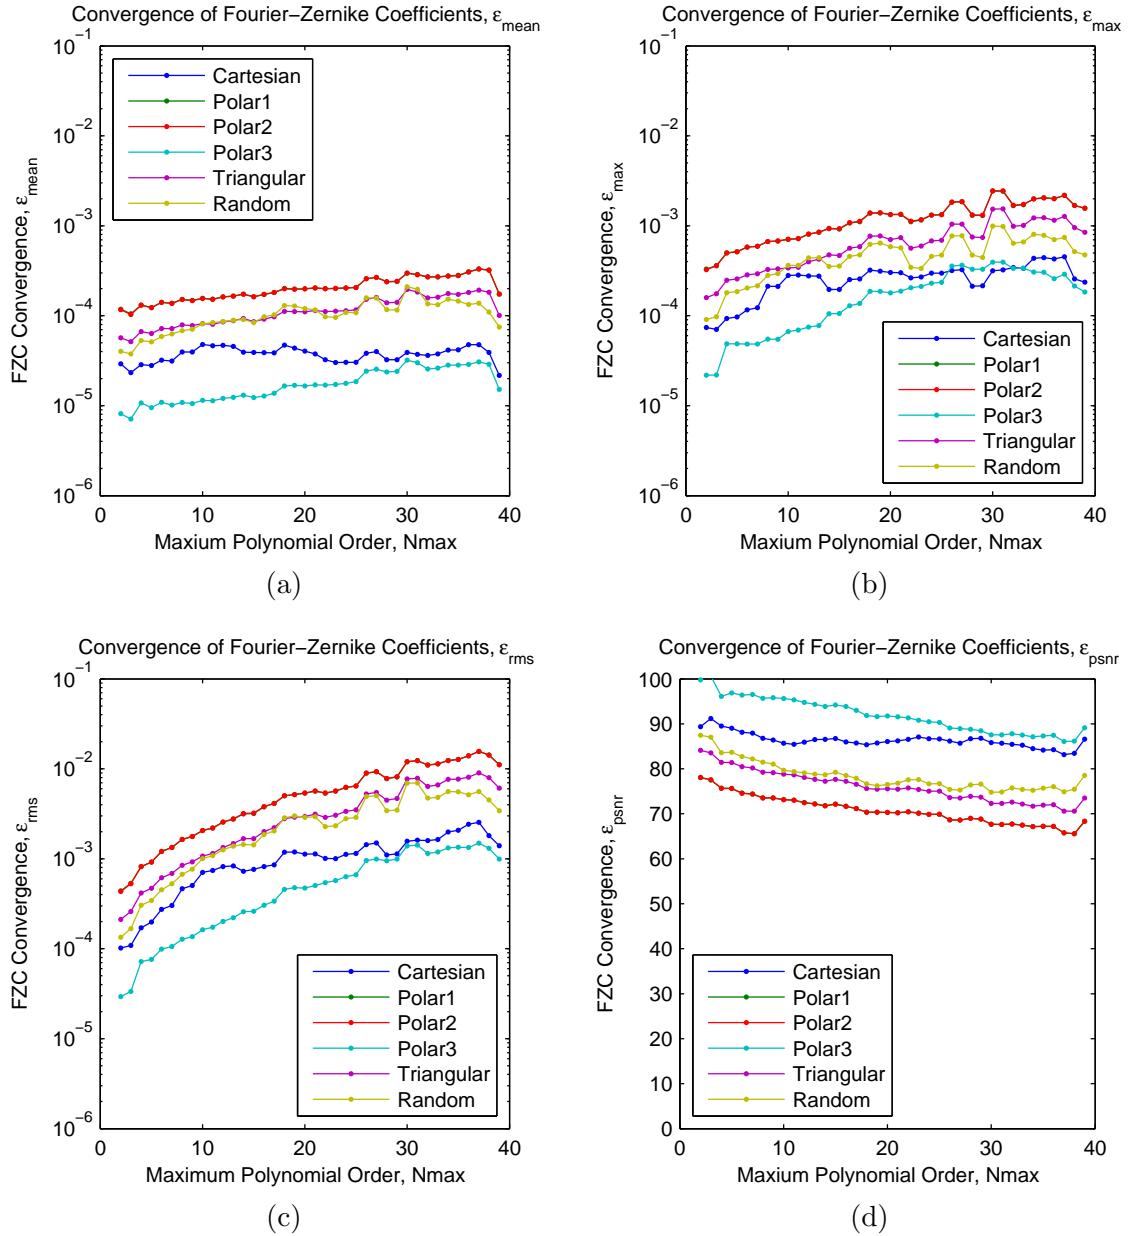 Convergence of Fourier−Zernike Coefficients, εmean
10−1
10−2
10−3
10−4
10−5
10−6
FZC Convergence, εmean
Cartesian
Polar1
Polar2
Polar3
Triangular
Random
0 10 20 30 40
Maxium Polynomial Order, Nmax
(a)
Convergence of Fourier−Zernike Coefficients, εmax
10−1
10−2
10−3
10−4
10−5
10−6
FZC Convergence, εmax
Cartesian
Polar1
Polar2
Polar3
Triangular
Random
0 10 20 30 40
Maxium Polynomial Order, Nmax
(b)
Convergence of Fourier−Zernike Coefficients, εrms
10−1
10−2
10−3
10−4
10−5
10−6
FZC Convergence, εrms
Cartesian
Polar1
Polar2
Polar3
Triangular
Random
0 10 20 30 40
Maximum Polynomial Order, Nmax
(c)
Convergence of Fourier−Zernike Coefficients, εpsnr
100
90
80
70
60
50
40
30
20
10
0
FZC Convergence, εpsnr
Cartesian
Polar1
Polar2
Polar3
Triangular
Random
0 10 20 30 40
Maxium Polynomial Order, Nmax
(d)